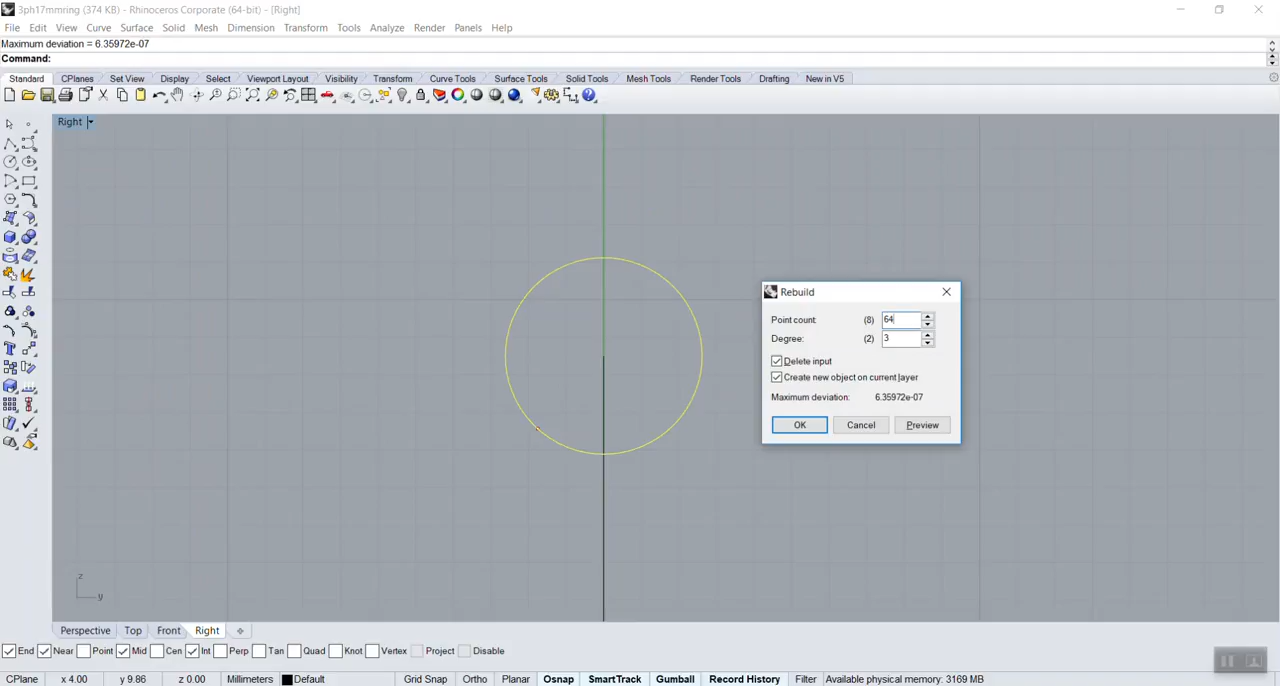 3ph17mmring (374 KB) - Rhinoceros Corporate (64-bit) - [Right]
File Edit View Curve Surface Solid Mesh Dimension Transform Tools Analyze Render Panels Help
Maximum deviation = 6.35972e-07
Command:
Standard CPlanes Set View Display Select Viewport Layout Visibility Transform Curve Tools Surface Tools Solid Tools Mesh Tools Render Tools Drafting New in V5
Right
Rebuild
Point count: (8) 64
Degree: (2) 3
Delete input
Create new object on current layer
Maximum deviation: 6.35972e-07
OK Cancel Preview
z
y
Perspective Top Front Right
End Near Point Mid Cen Int Perp Tan Quad Knot Vertex Project Disable
CPlane x 4.00 y 9.86 z 0.00 Millimeters Default Grid Snap Ortho Planar Osnap SmartTrack Gumball Record History Filter Available physical memory: 3169 MB